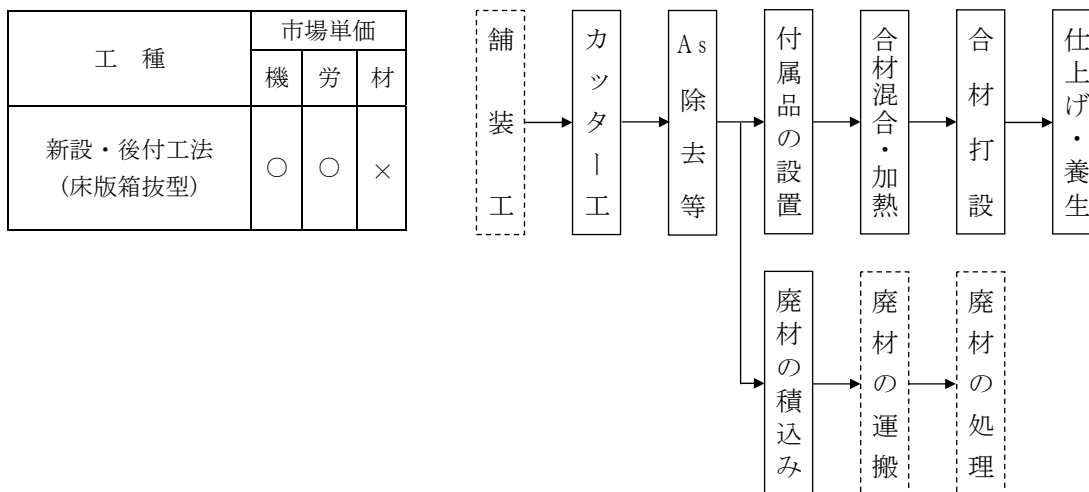 工 種
市場単価
機 労 材
新設・後付工法
(床版箱抜型)
○ ○ ×
舗装工
カッター工
As除去等
付属品の設置
合材混合・加熱
合材打設
仕上げ・養生
廃材の積込み
廃材の運搬
廃材の処理